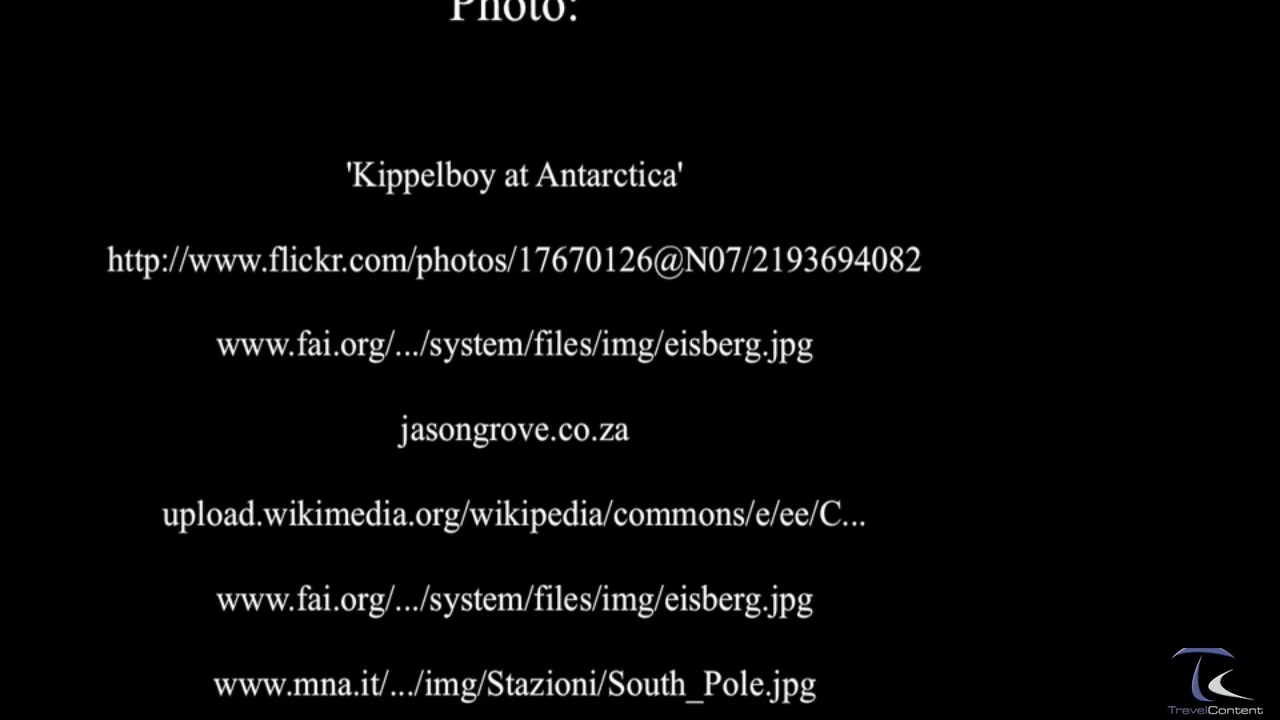 Photo:
'Kippelboy at Antarctica'
http://www.flickr.com/photos/17670126@N07/2193694082
www.fai.org/.../system/files/img/eisberg.jpg
jasongrove.co.za
upload.wikimedia.org/wikipedia/commons/e/ee/C...
www.fai.org/.../system/files/img/eisberg.jpg
www.mna.it/.../img/Stazioni/South_Pole.jpg
TravelContent